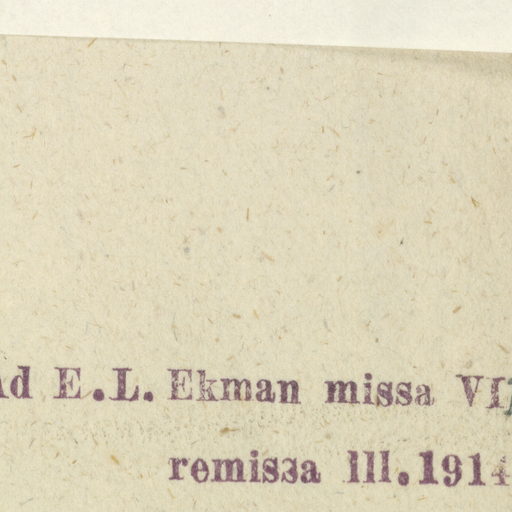 Ad E.L. Ekman missa VI
remissa III.1914